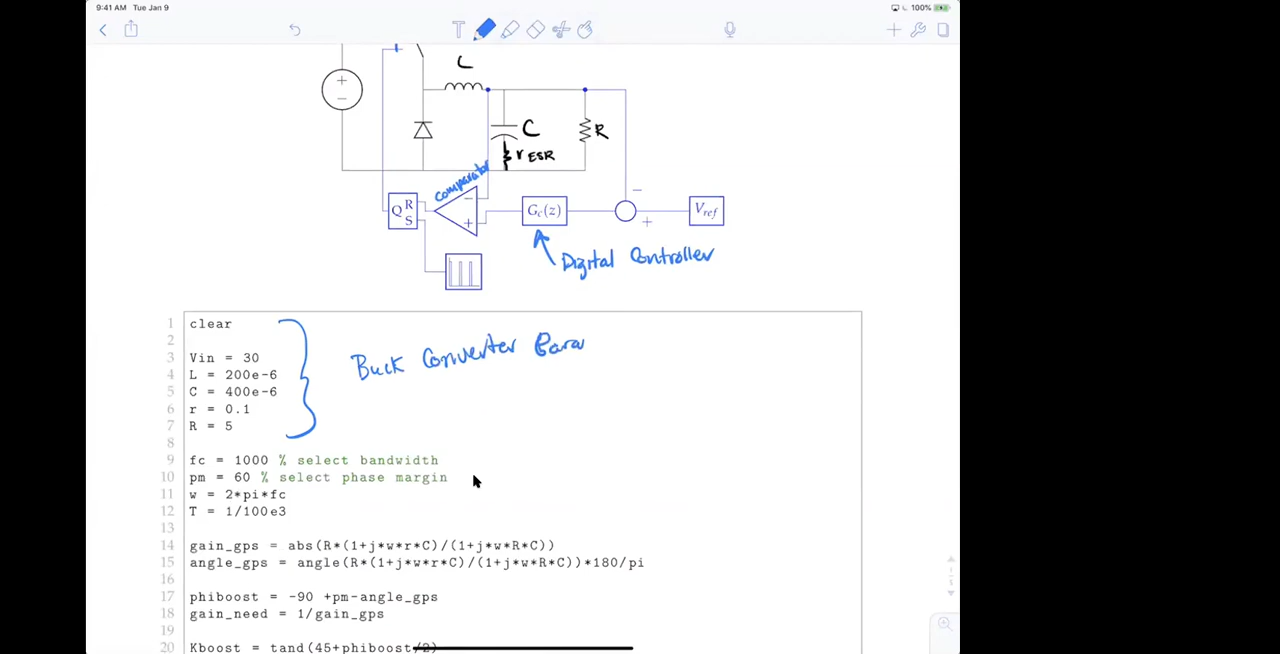 9:41 AM Tue Jan 9
100%
T
L
+
−
C
R
r ESR
comparator
−
+
Q R
S
Gc(z)
−
+
Vref
Digital Controller
1 clear
2
3 Vin = 30
4 L = 200e-6
5 C = 400e-6
6 r = 0.1
7 R = 5
8
Buck Converter Para
9 fc = 1000 % select bandwidth
10 pm = 60 % select phase margin
11 w = 2*pi*fc
12 T = 1/100e3
13
14 gain_gps = abs(R*(1+j*w*r*C)/(1+j*w*R*C))
15 angle_gps = angle(R*(1+j*w*r*C)/(1+j*w*R*C))*180/pi
16
17 phiboost = -90 +pm-angle_gps
18 gain_need = 1/gain_gps
19
20 Kboost = tand(45+phiboost/2)